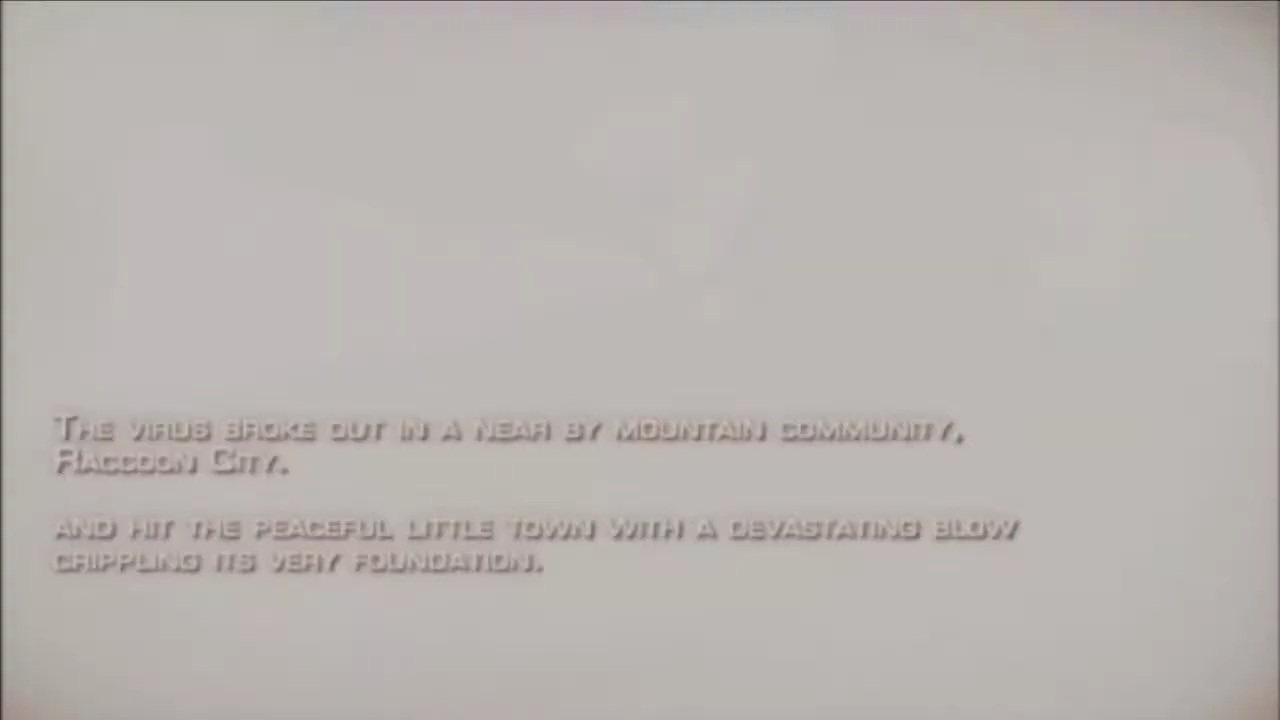 The virus broke out in a near by mountain community,
Raccoon City.
and hit the peaceful little town with a devastating blow
crippling its very foundation.